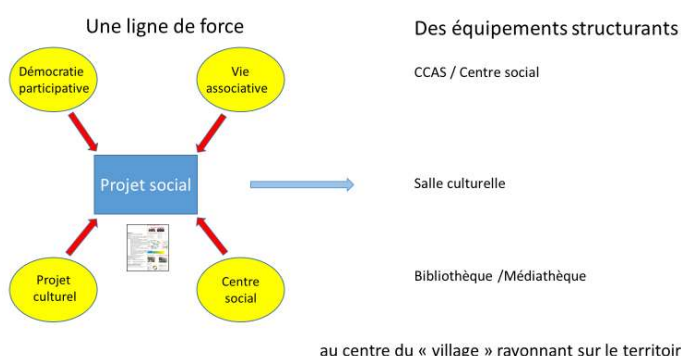 Une ligne de force
Des équipements structurants
Démocratie
participative
Vie
associative
CCAS / Centre social
Projet social
Salle culturelle
Projet
culturel
Centre
social
Bibliothèque /Médiathèque
au centre du « village » rayonnant sur le territoir